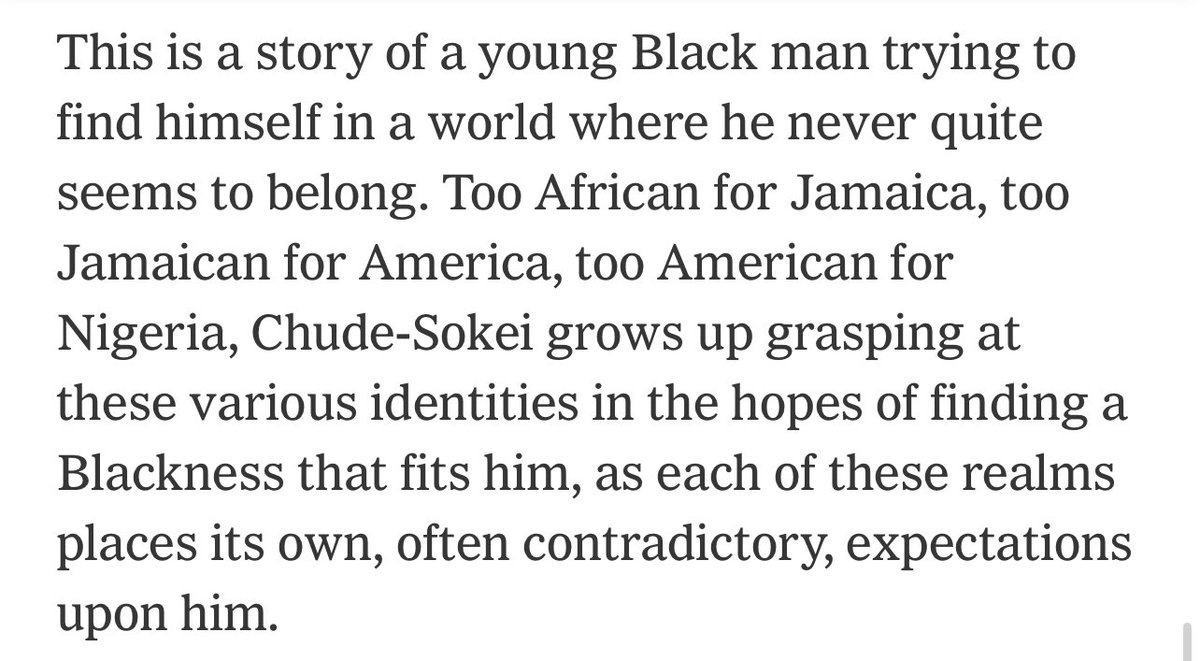 This is a story of a young Black man trying to
find himself in a world where he never quite
seems to belong. Too African for Jamaica, too
Jamaican for America, too American for
Nigeria, Chude-Sokei grows up grasping at
these various identities in the hopes of finding a
Blackness that fits him, as each of these realms
places its own, often contradictory, expectations
upon him.